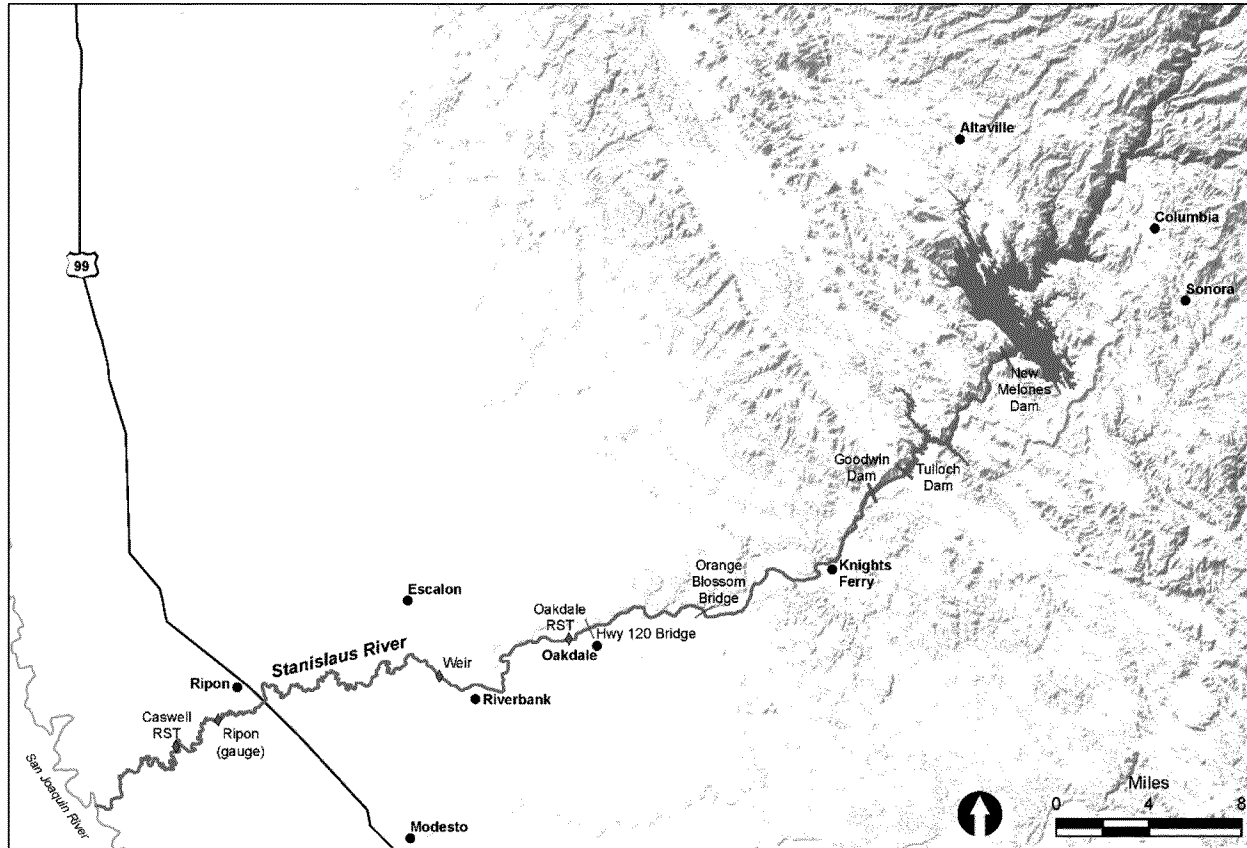 Altaville
Columbia
99
Sonora
New
Melones
Dam
Goodwin
Dam
Tulloch
Dam
Orange
Blossom
Bridge
Knights
Ferry
Escalon
Oakdale
RST
Hwy 120 Bridge
Oakdale
Stanislaus River
Weir
Ripon
Riverbank
Caswell
RST
Ripon
(gauge)
San Joaquin River
Miles
0 4 8
Modesto